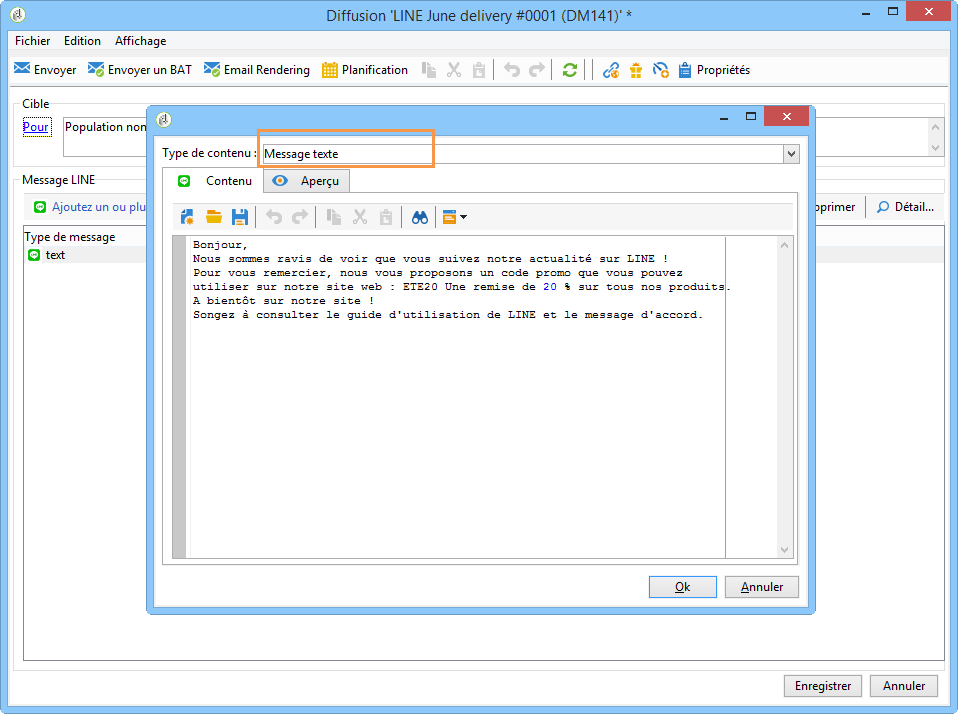 Diffusion 'LINE June delivery #0001 (DM141)' *
Fichier Edition Affichage
Envoyer Envoyer un BAT Email Rendering Planification Propriétés
Cible
Pour Population
Type de contenu : Message texte
Message LINE
Contenu Aperçu
Ajoutez un ou Détail...
Type de message
text
Bonjour,
Nous sommes ravis de voir que vous suivez notre actualité sur LINE !
Pour vous remercier, nous vous proposons un code promo que vous pouvez
utiliser sur notre site web : ETE20 Une remise de 20 % sur tous nos produits.
A bientôt sur notre site !
Songez à consulter le guide d'utilisation de LINE et le message d'accord.
Ok Annuler
Enregistrer Annuler